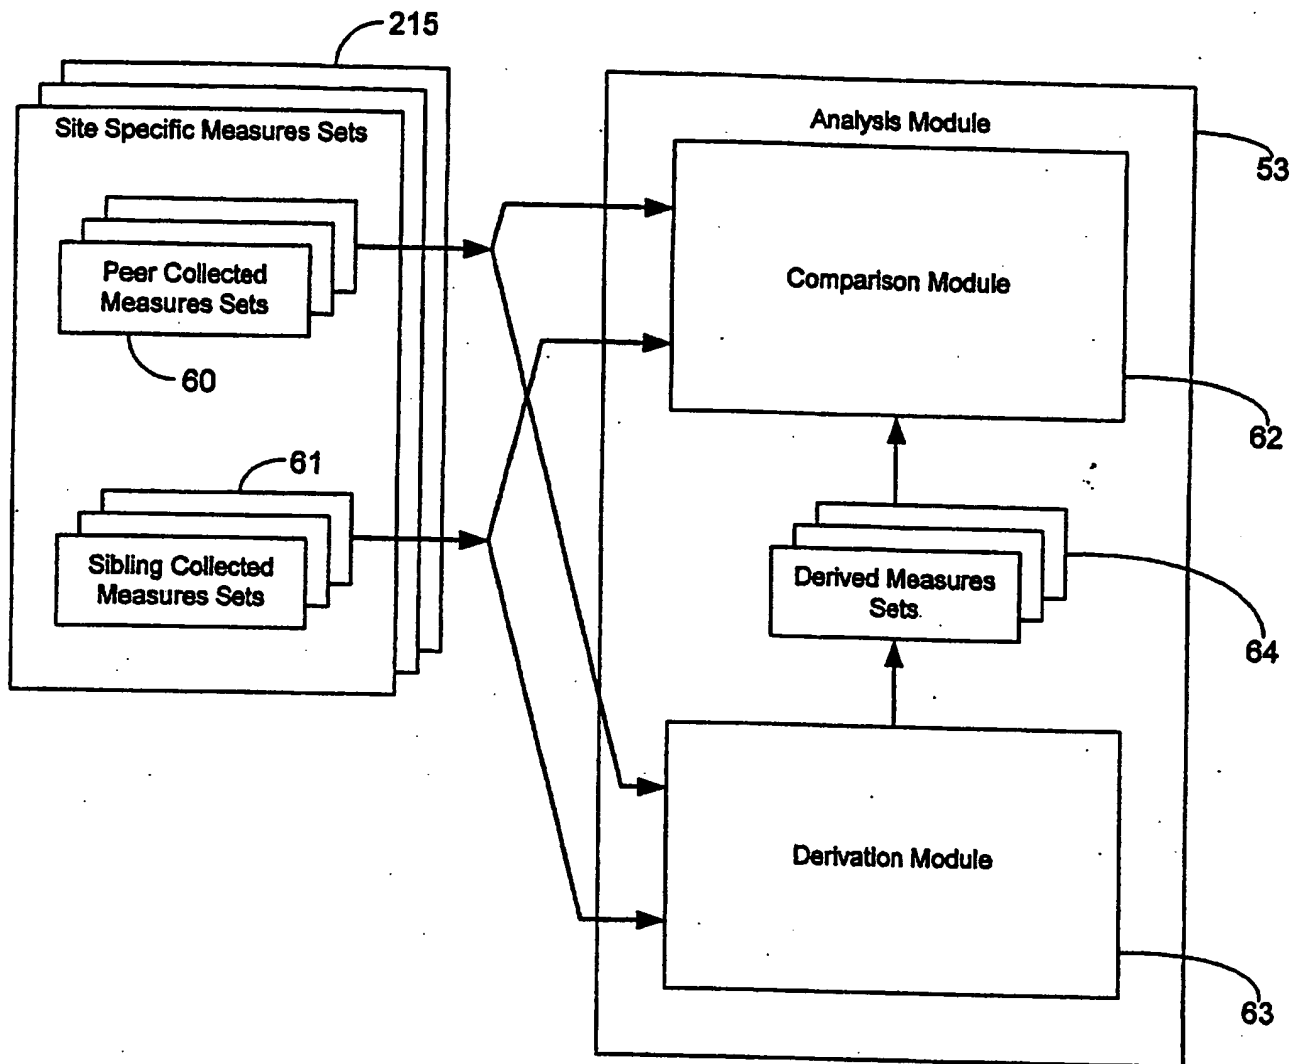 215
Site Specific Measures Sets
Peer Collected
Measures Sets
60
61
Sibling Collected
Measures Sets
Analysis Module
53
Comparison Module
62
Derived Measures
Sets
64
Derivation Module
63